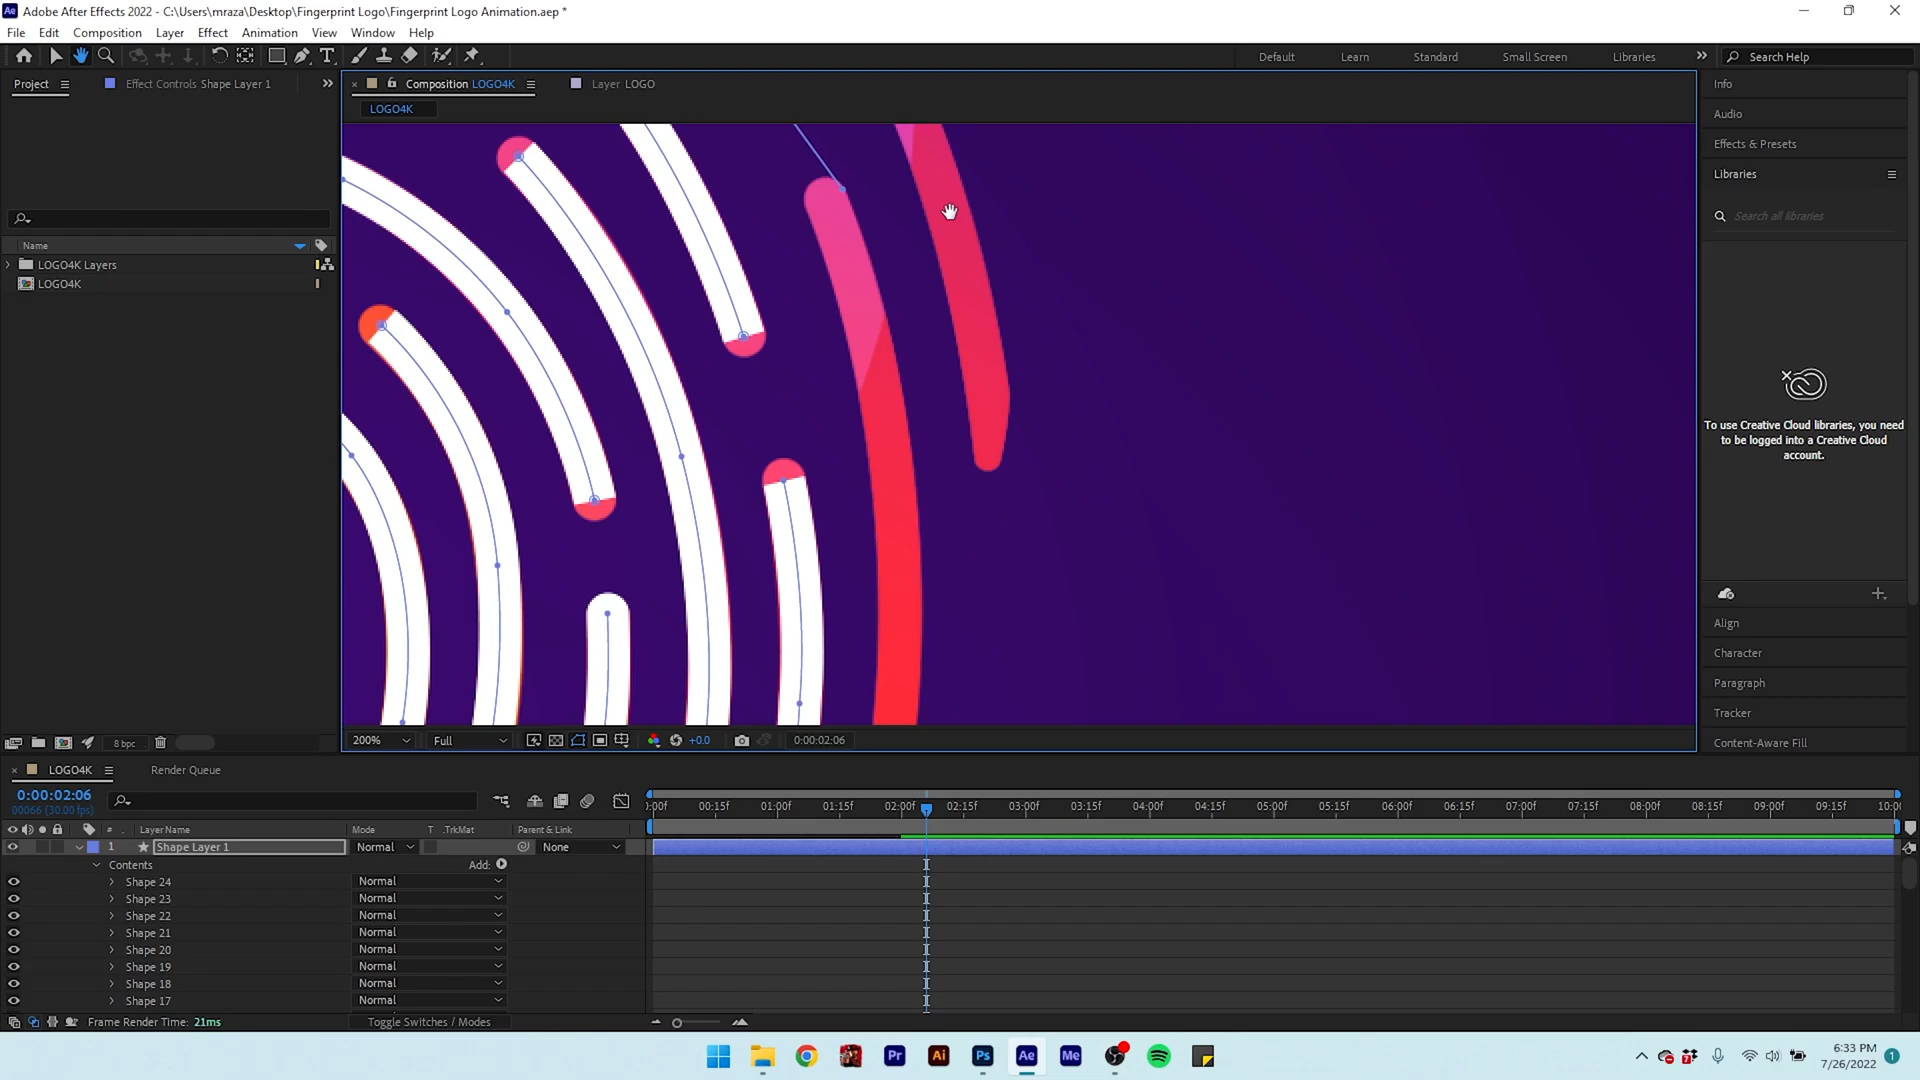 Adobe After Effects 2022 - C:\Users\mraza\Desktop\Fingerprint Logo\Fingerprint Logo Animation.aep *
File Edit Composition Layer Effect Animation View Window Help
Default Learn Standard Small Screen Libraries Search Help
Project Effect Controls Shape Layer 1
Composition LOGO4K Layer LOGO
LOGO4K
Info
Audio
Effects & Presets
Libraries
Search all libraries
Name
LOGO4K Layers
LOGO4K
To use Creative Cloud libraries, you need
to be logged into a Creative Cloud
account.
Align
Character
Paragraph
Tracker
Content-Aware Fill
8 bpc
200% Full +0.0 0:00:02:06
LOGO4K Render Queue
0:00:02:06
00066 (30.00 fps)
:00f 00:15f 01:00f 01:15f 02:00f 02:15f 03:00f 03:15f 04:00f 04:15f 05:00f 05:15f 06:00f 06:15f 07:00f 07:15f 08:00f 08:15f 09:00f 09:15f 10:0
# Layer Name Mode T .TrkMat Parent & Link
1 Shape Layer 1 Normal None
Contents Add:
Shape 24 Normal
Shape 23 Normal
Shape 22 Normal
Shape 21 Normal
Shape 20 Normal
Shape 19 Normal
Shape 18 Normal
Shape 17 Normal
Frame Render Time: 21ms Toggle Switches / Modes
Pr Ai Ps Ae Me
6:33 PM
7/26/2022
1